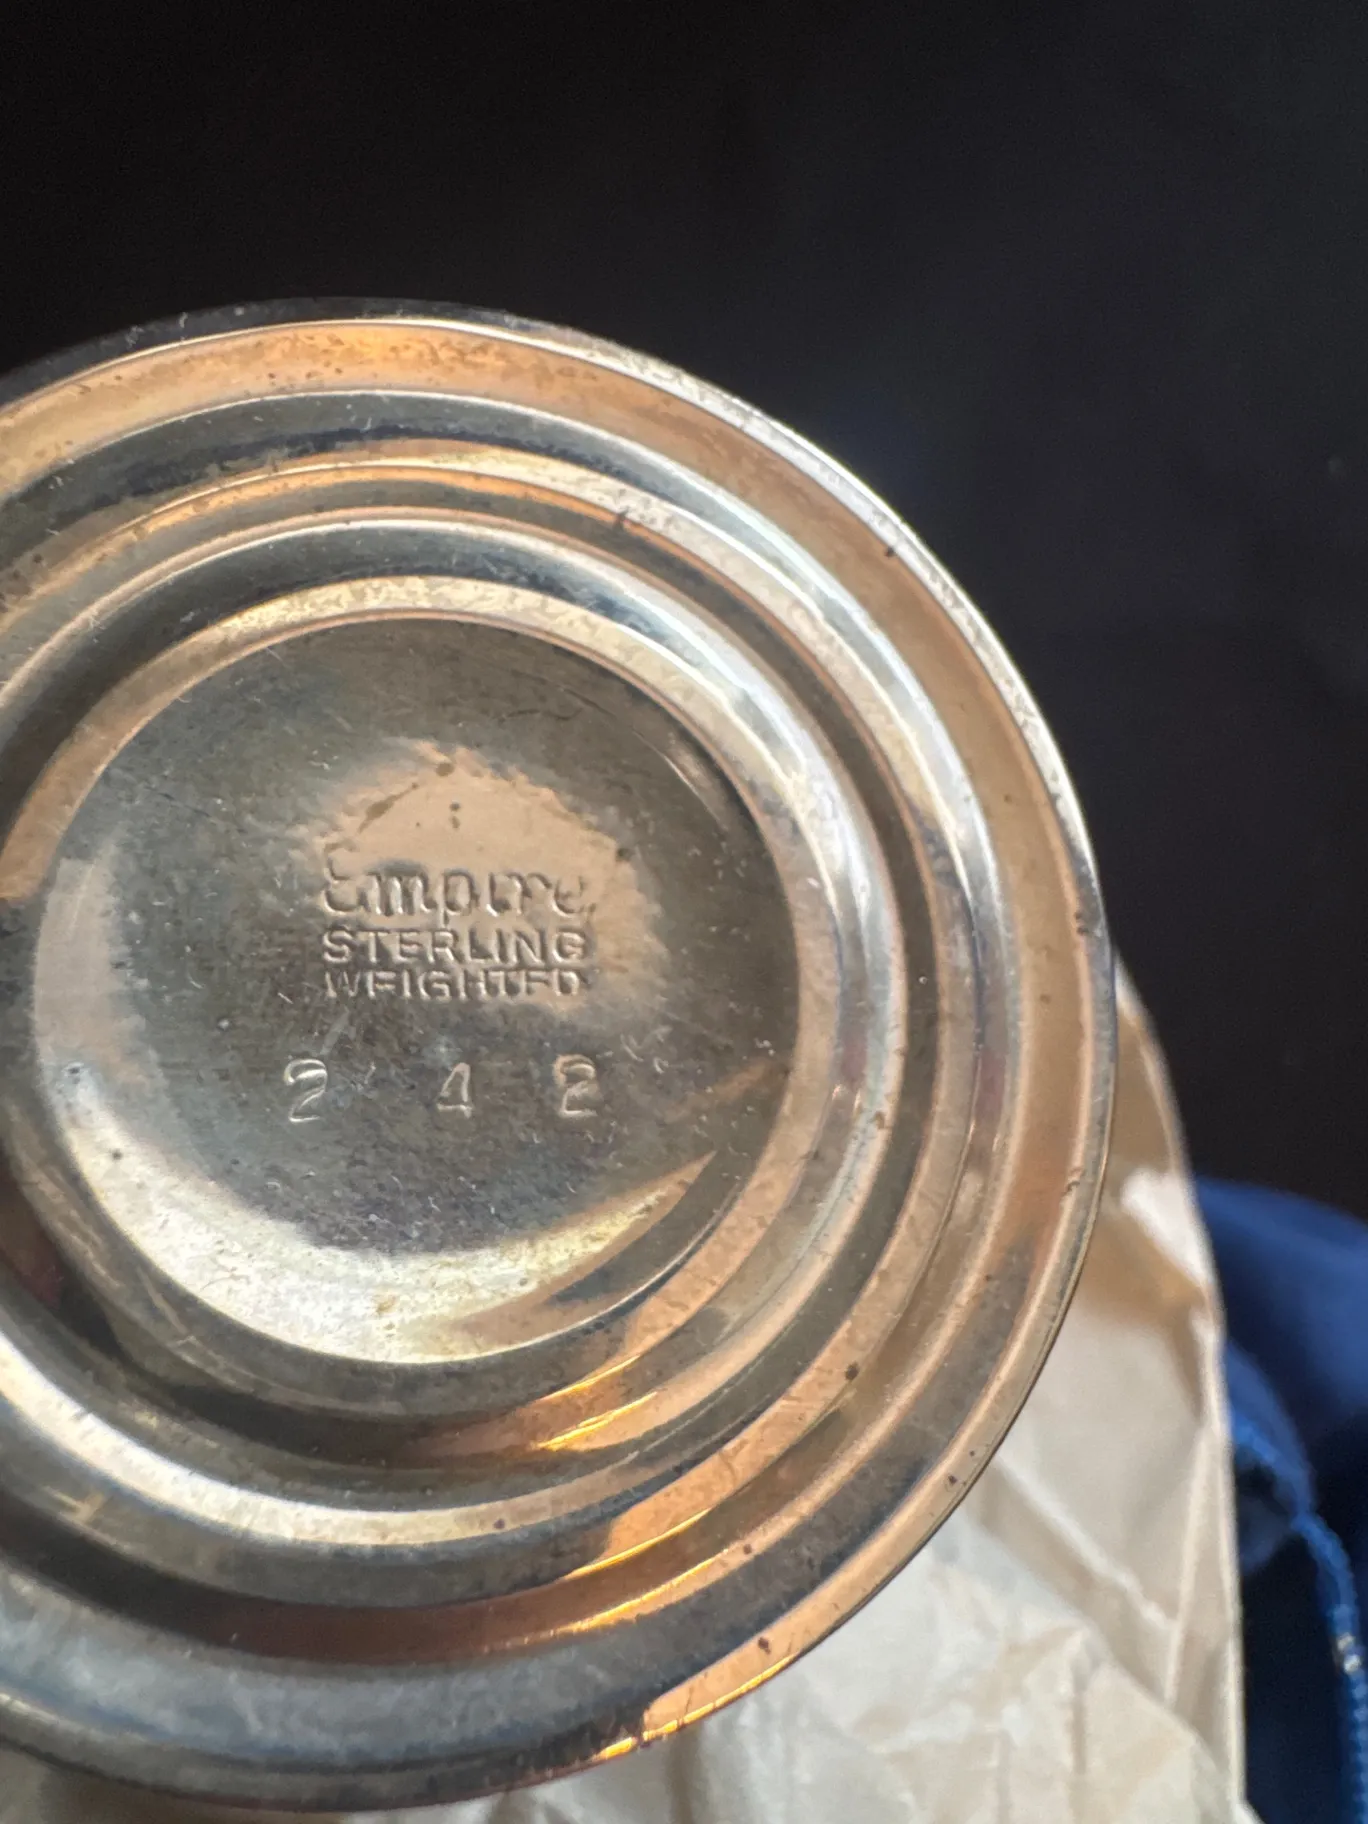 Empire
STERLING
WEIGHTED
2 4 2